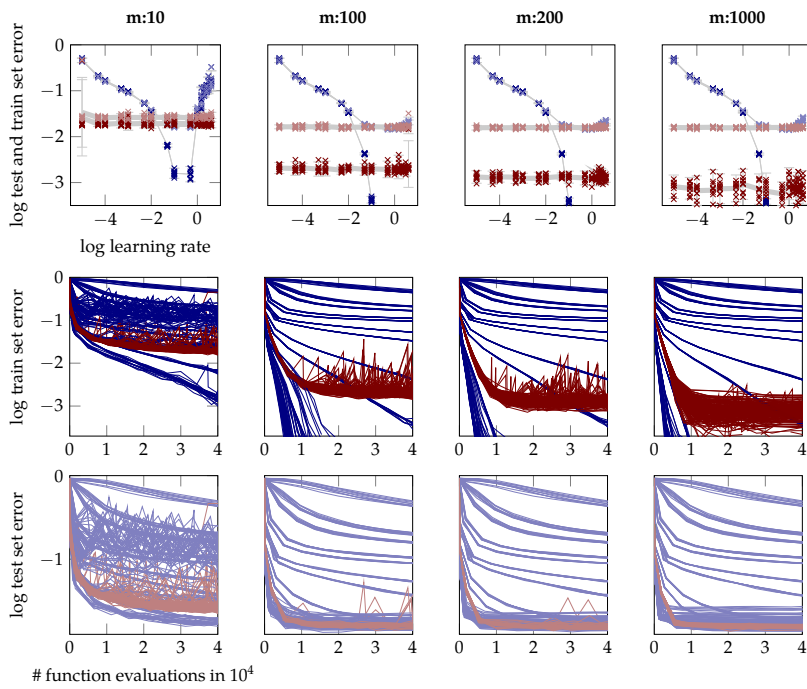 m:10 m:100 m:200 m:1000
log test and train set error
0
−1
−2
−3
−4 −2 0 −4 −2 0 −4 −2 0 −4 −2 0
log learning rate
log train set error
0
−1
−2
−3
0 1 2 3 4 0 1 2 3 4 0 1 2 3 4 0 1 2 3 4
log test set error
0
−1
0 1 2 3 4 0 1 2 3 4 0 1 2 3 4 0 1 2 3 4
# function evaluations in 10⁴